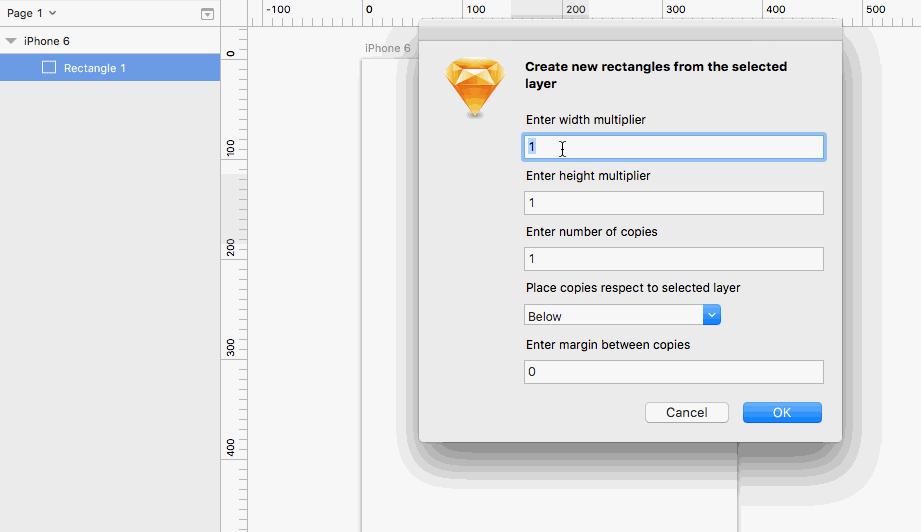 Page 1
-100 0 100 200 300 400 500
iPhone 6
Rectangle 1
0
100
200
300
400
iPhone 6
Create new rectangles from the selected
layer
Enter width multiplier
1
Enter height multiplier
1
Enter number of copies
1
Place copies respect to selected layer
Below
Enter margin between copies
0
Cancel OK